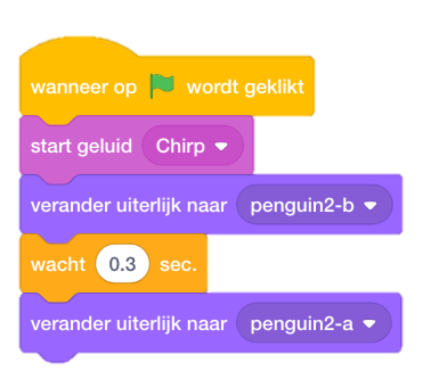 wanneer op wordt geklikt
start geluid Chirp
verander uiterlijk naar penguin2-b
wacht 0.3 sec.
verander uiterlijk naar penguin2-a